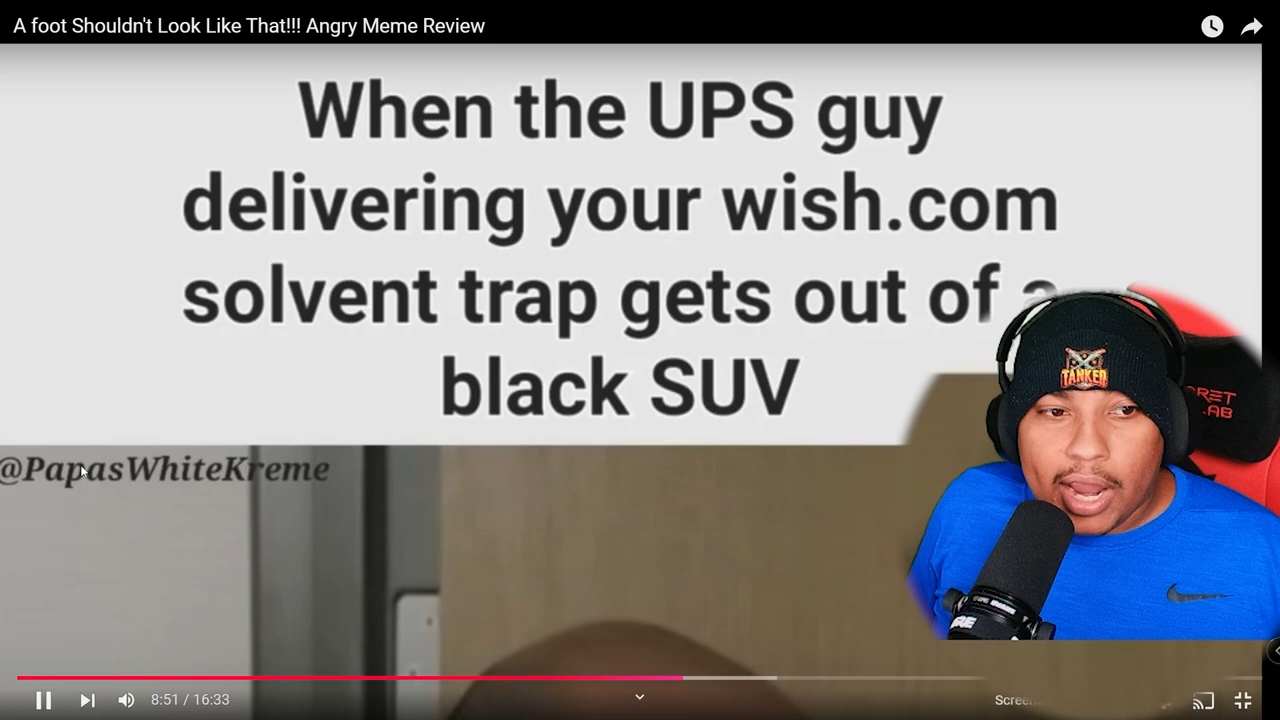 A foot Shouldn't Look Like That!!! Angry Meme Review
When the UPS guy
delivering your wish.com
solvent trap gets out of a
black SUV
@PapasWhiteKreme
TANKER
8:51 / 16:33